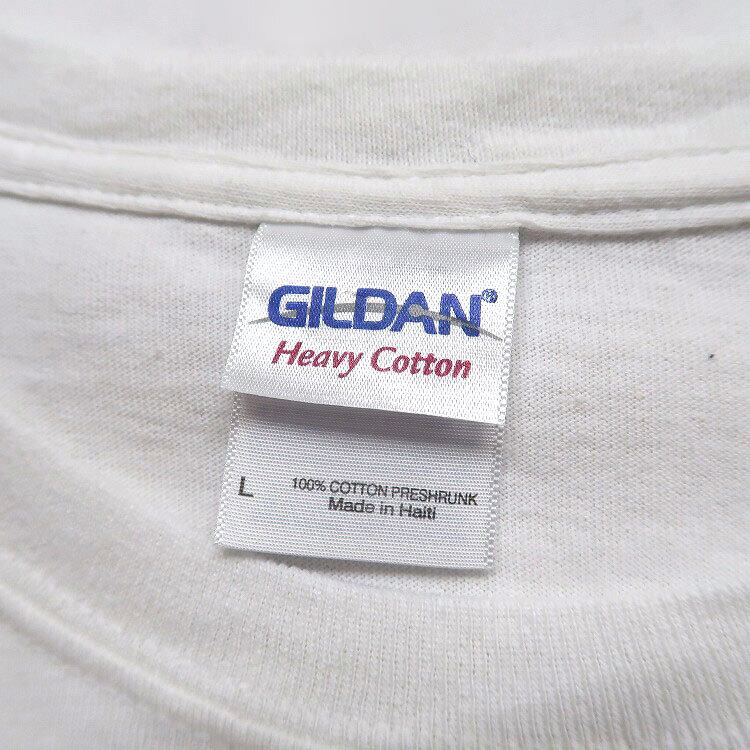 GILDAN®
Heavy Cotton
L 100% COTTON PRESHRUNK
Made in Haiti